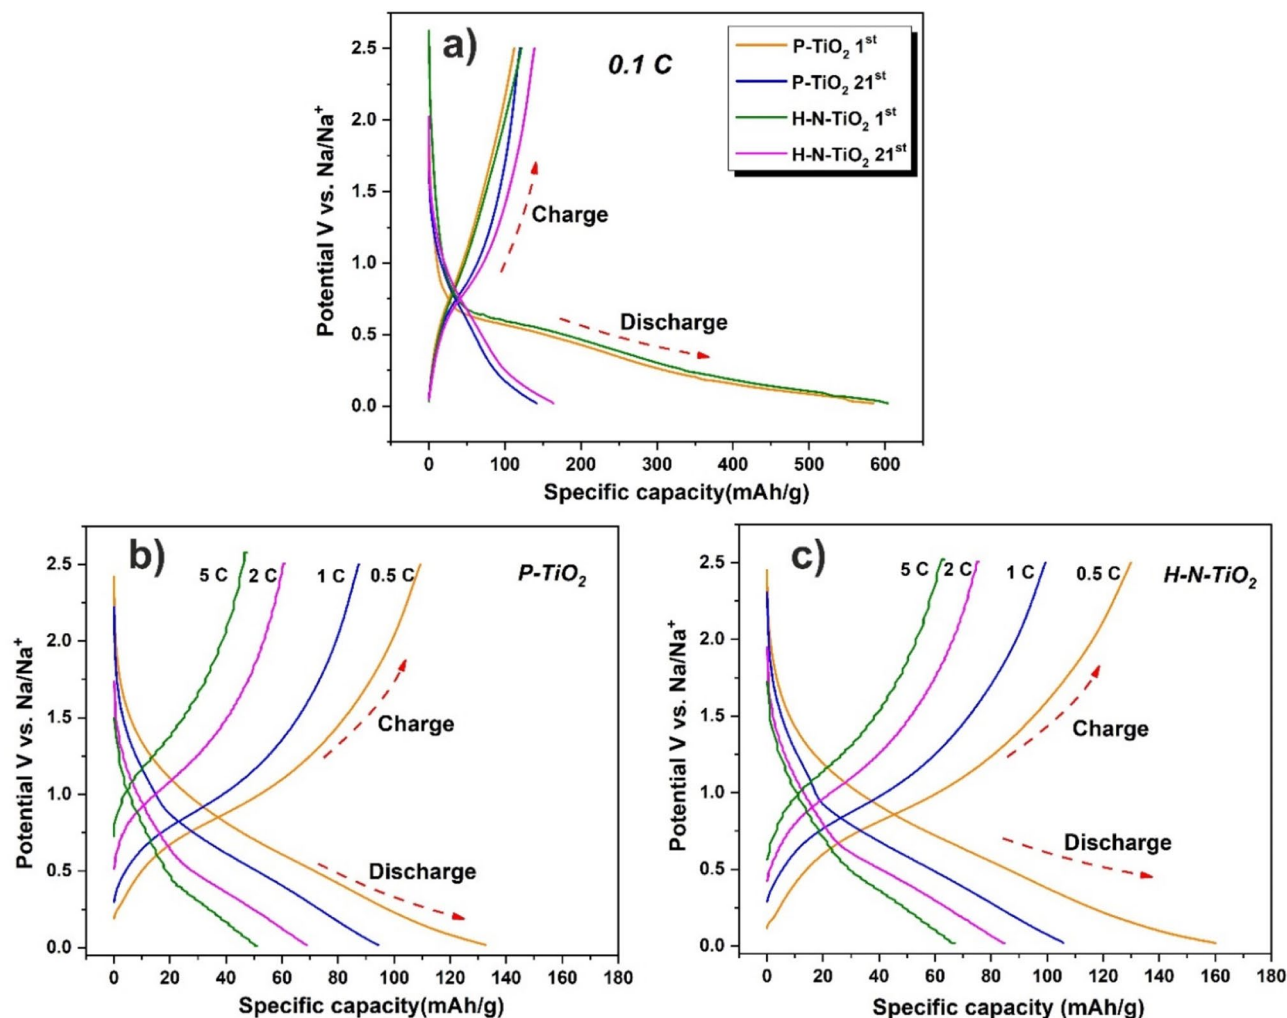 a)
0.1 C
P-TiO₂ 1ˢᵗ
P-TiO₂ 21ˢᵗ
H-N-TiO₂ 1ˢᵗ
H-N-TiO₂ 21ˢᵗ
Charge
Discharge
Potential V vs. Na/Na⁺
2.5
2.0
1.5
1.0
0.5
0.0
0 100 200 300 400 500 600
Specific capacity(mAh/g)
b)
5 C 2 C 1 C 0.5 C
P-TiO₂
Charge
Discharge
Potential V vs. Na/Na⁺
2.5
2.0
1.5
1.0
0.5
0.0
0 20 40 60 80 100 120 140 160 180
Specific capacity(mAh/g)
c)
5 C 2 C 1 C 0.5 C
H-N-TiO₂
Charge
Discharge
Potential V vs. Na/Na⁺
2.5
2.0
1.5
1.0
0.5
0.0
0 20 40 60 80 100 120 140 160 180
Specific capacity (mAh/g)